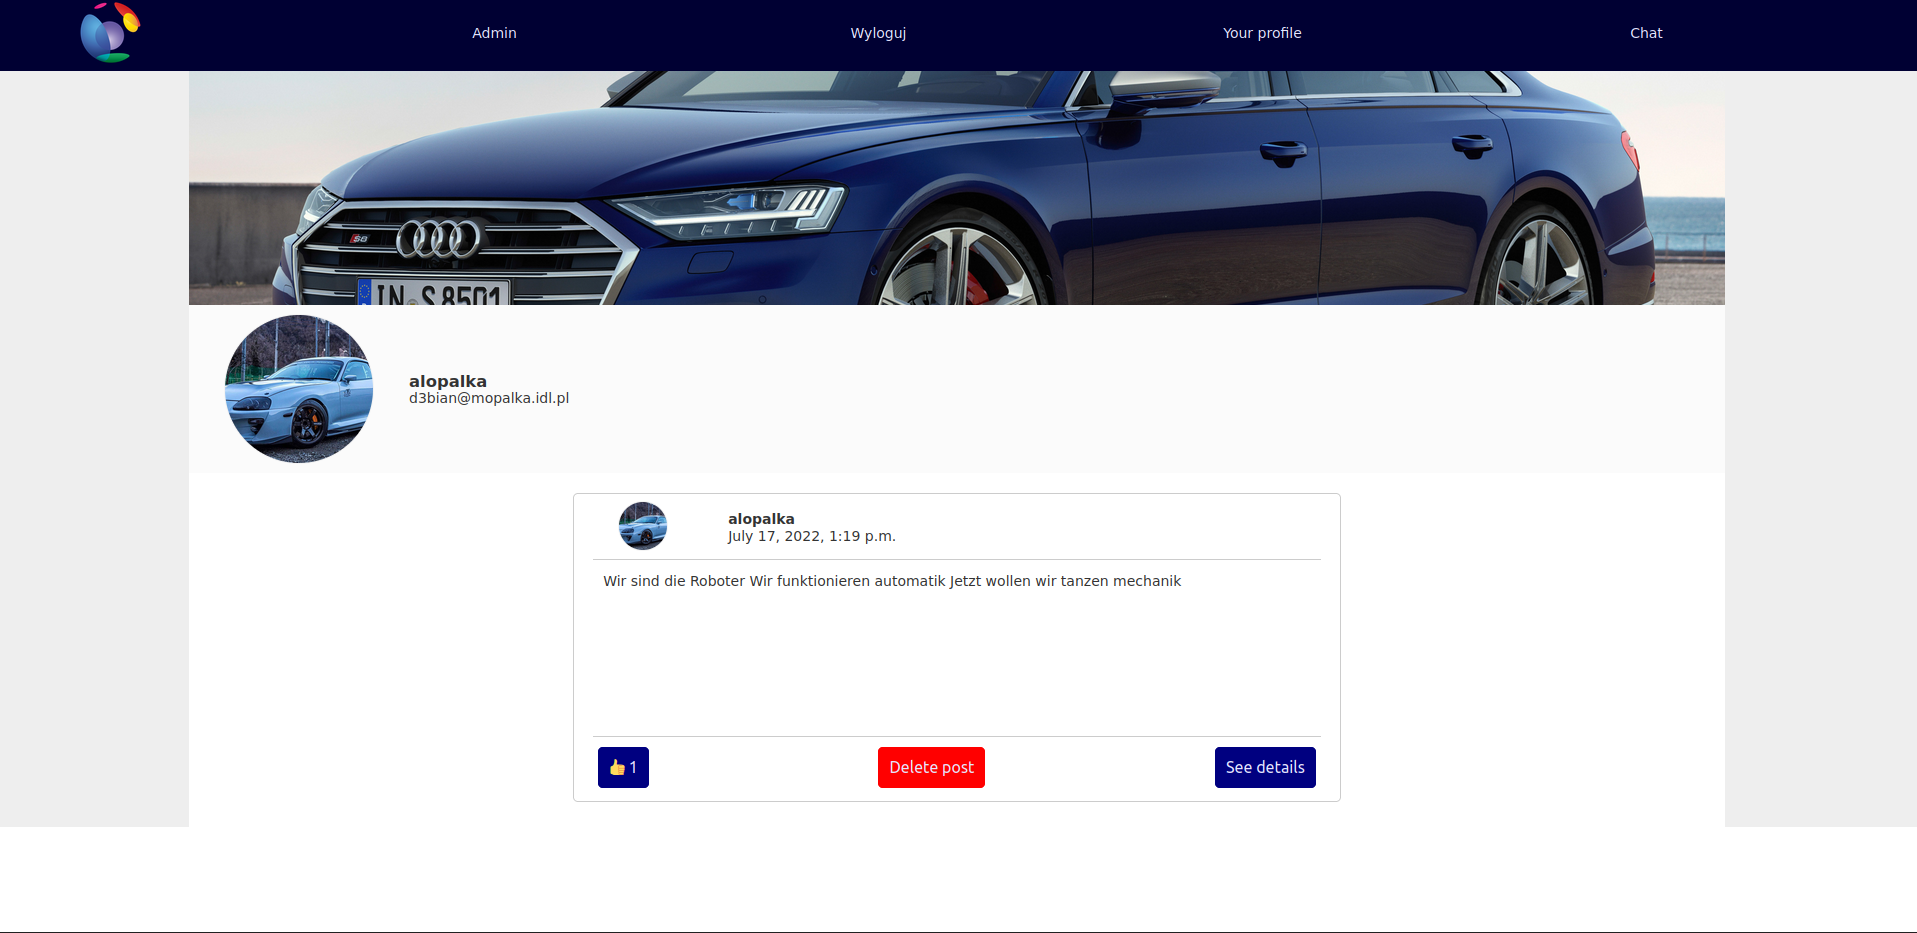 Admin
Wyloguj
Your profile
Chat
S8
IN S 8501
alopalka
d3bian@mopalka.idl.pl
alopalka
July 17, 2022, 1:19 p.m.
Wir sind die Roboter Wir funktionieren automatik Jetzt wollen wir tanzen mechanik
👍 1
Delete post
See details